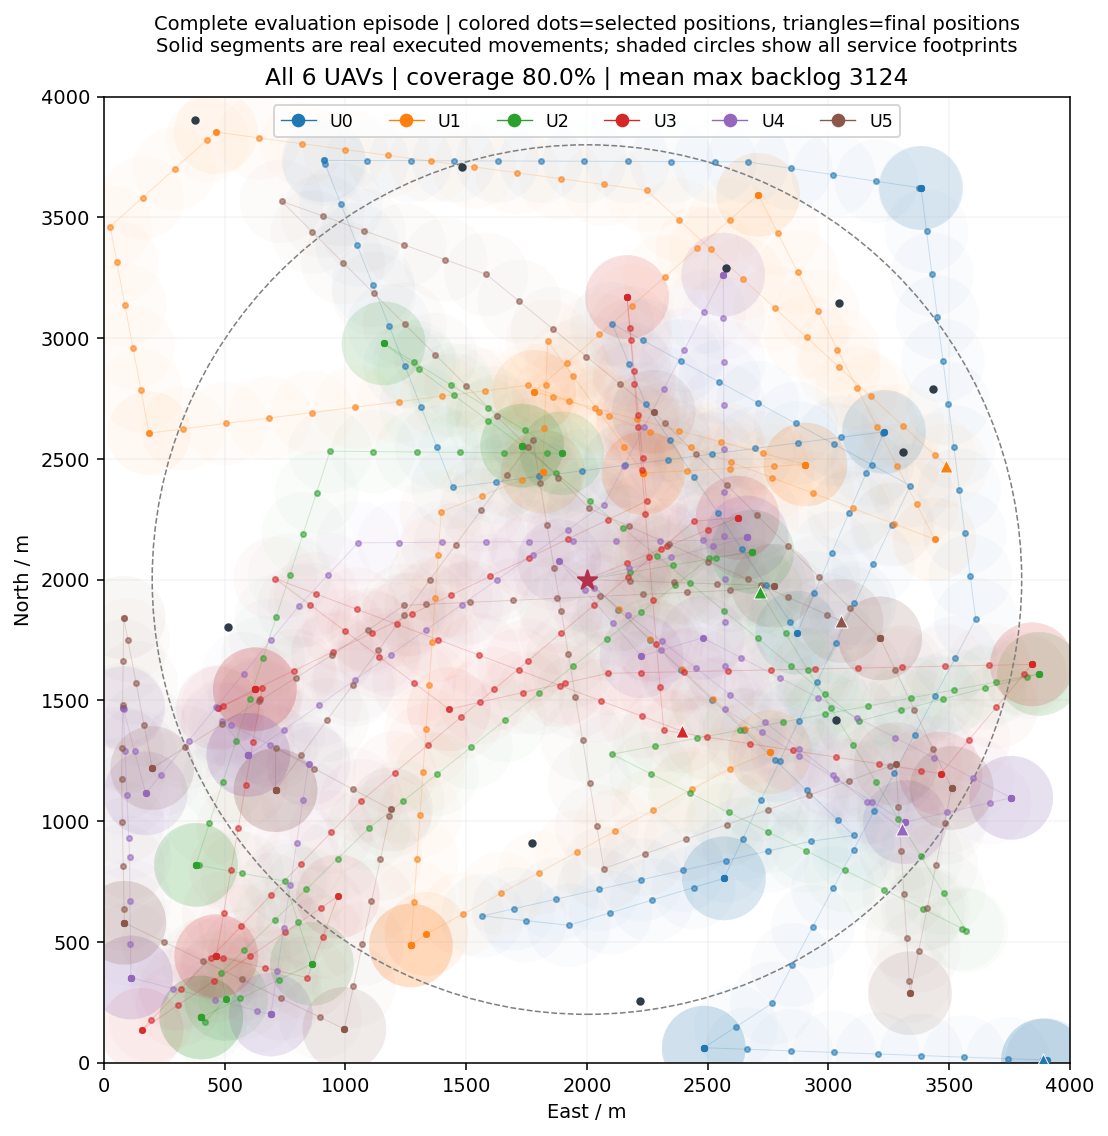 Complete evaluation episode | colored dots=selected positions, triangles=final positions
Solid segments are real executed movements; shaded circles show all service footprints
All 6 UAVs | coverage 80.0% | mean max backlog 3124
U0 U1 U2 U3 U4 U5
4000
3500
3000
2500
2000
1500
1000
500
0
North / m
0 500 1000 1500 2000 2500 3000 3500 4000
East / m